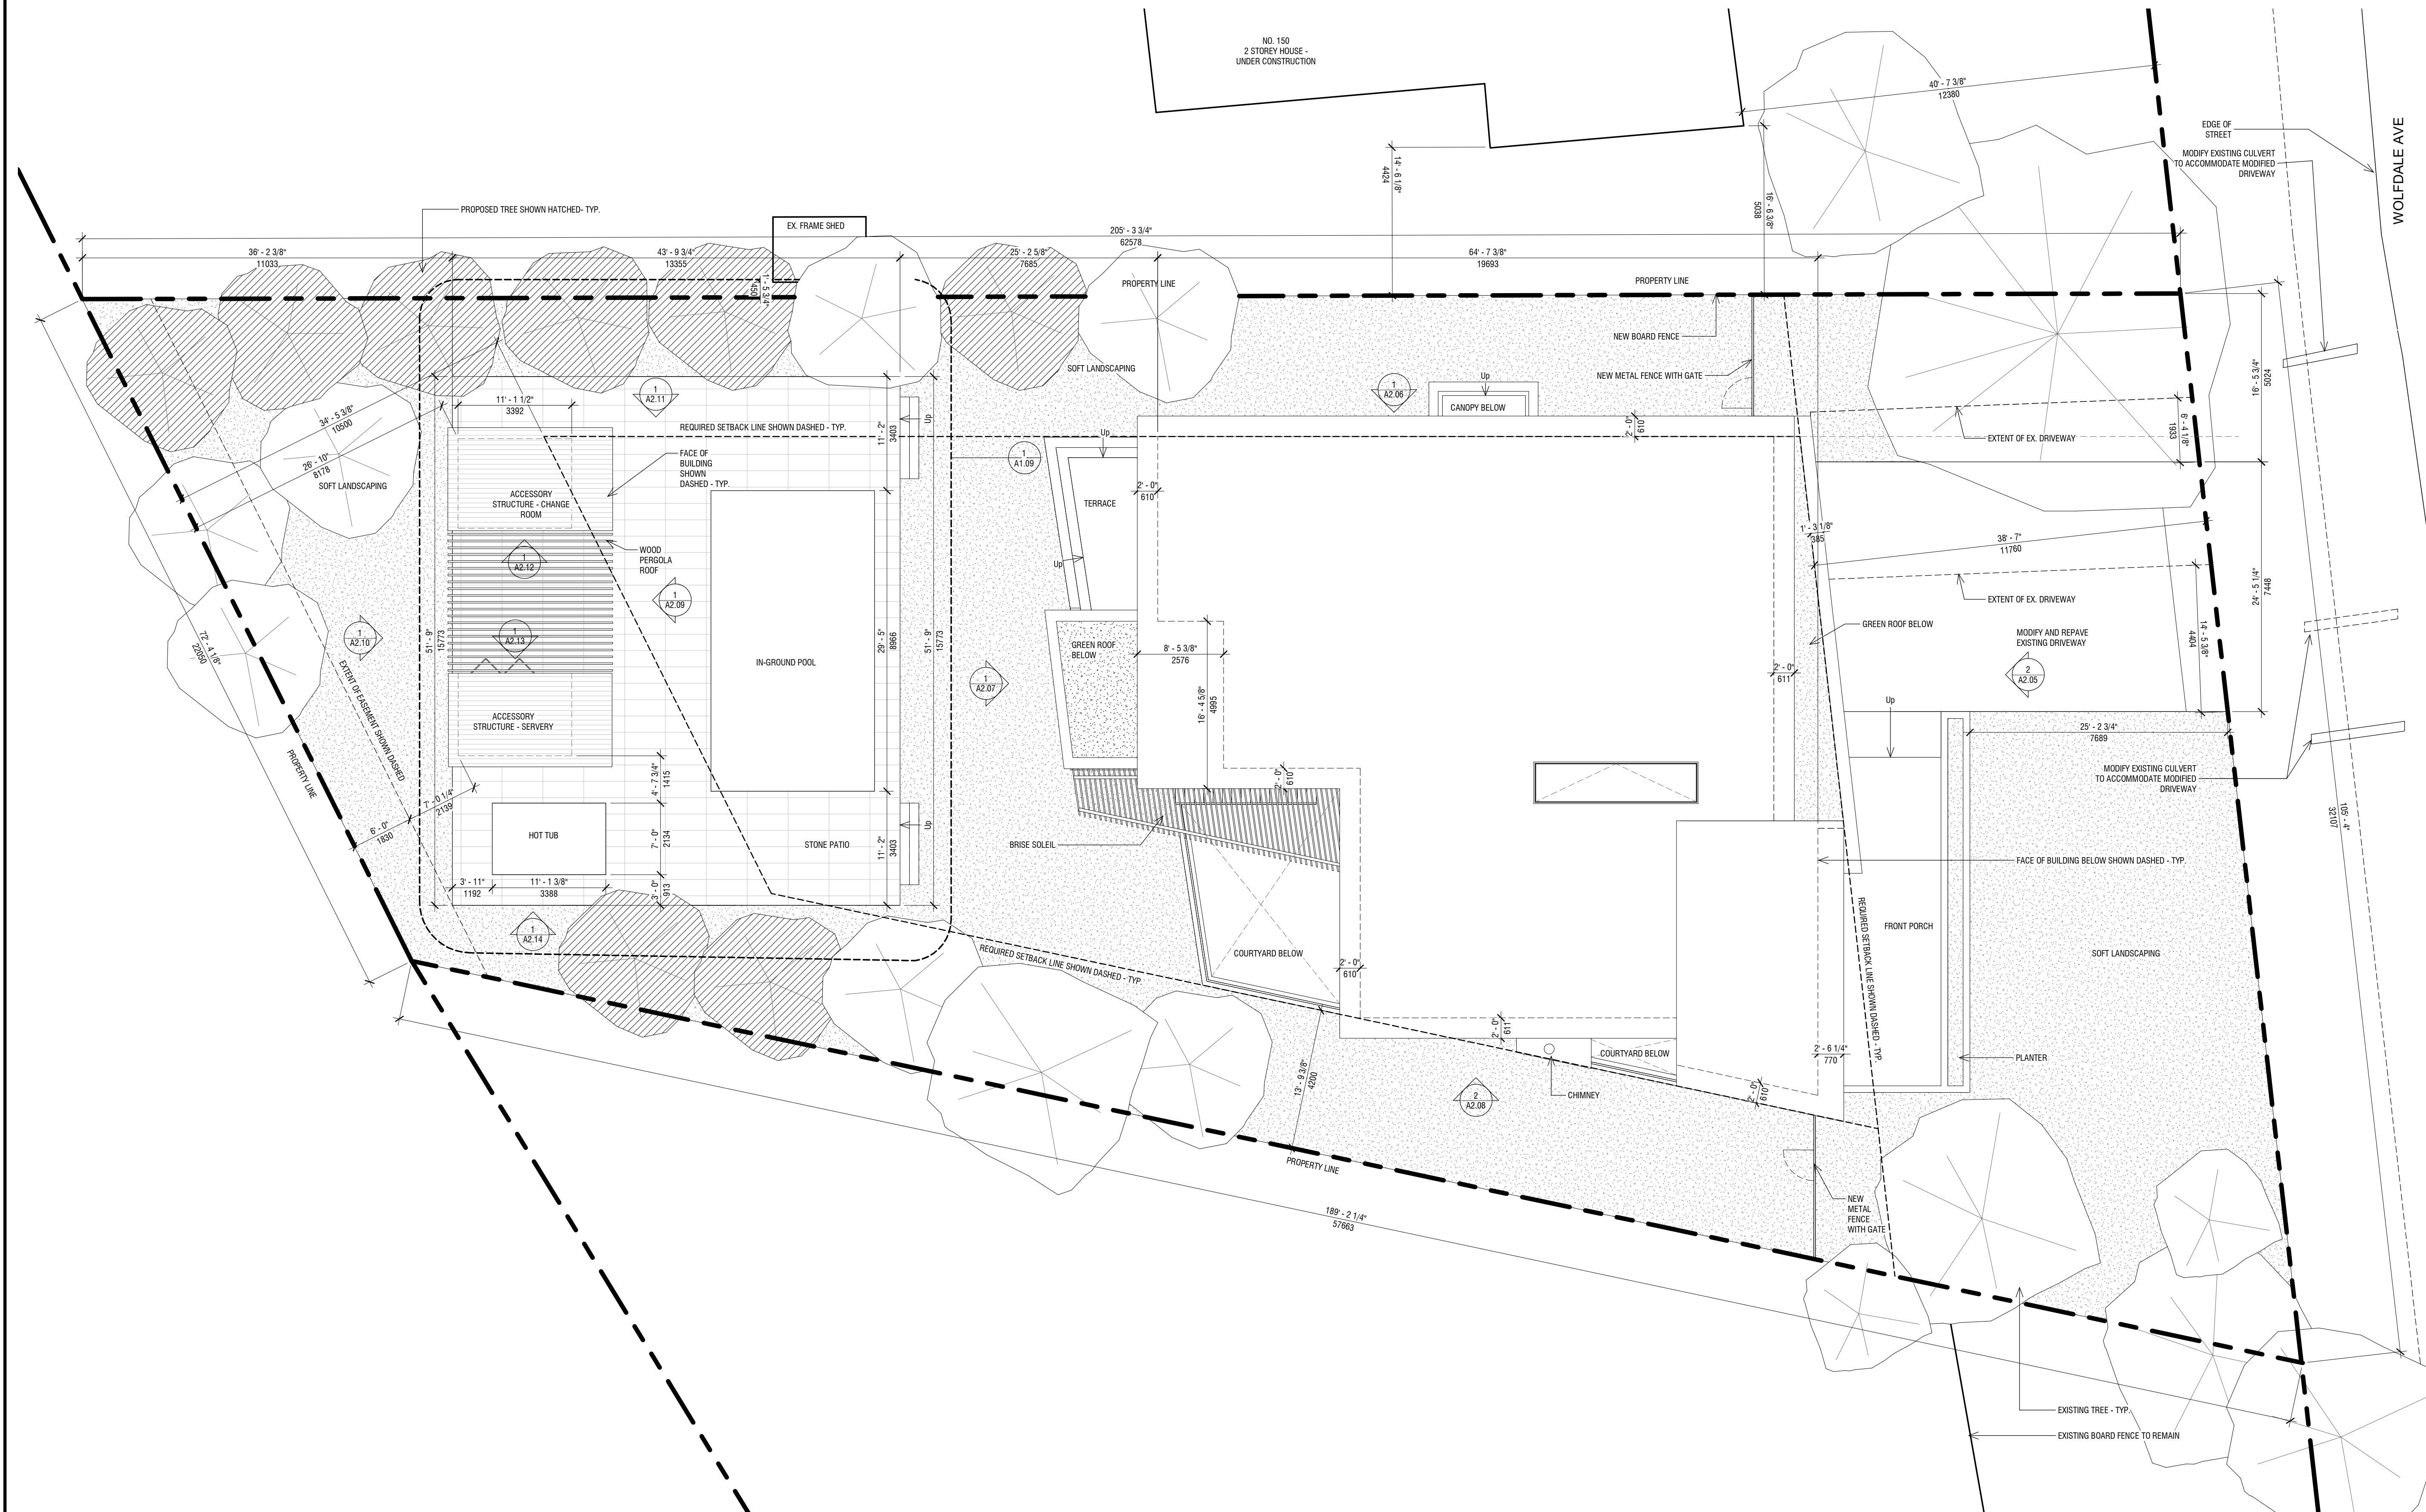 NO. 150
2 STOREY HOUSE -
UNDER CONSTRUCTION
40' - 7 3/8"
12380
EDGE OF
STREET
MODIFY EXISTING CULVERT
TO ACCOMMODATE MODIFIED
DRIVEWAY
WOLFDALE AVE
14' - 6 1/8"
4424
16' - 6 3/8"
5038
PROPOSED TREE SHOWN HATCHED- TYP.
EX. FRAME SHED
205' - 3 3/4"
62578
36' - 2 3/8"
11033
43' - 9 3/4"
13355
25' - 2 5/8"
7685
64' - 7 3/8"
19693
1' - 5 3/4"
450
PROPERTY LINE
PROPERTY LINE
NEW BOARD FENCE
SOFT LANDSCAPING
NEW METAL FENCE WITH GATE
16' - 5 3/4"
5024
1
A2.11
1
A2.06
Up
CANOPY BELOW
11' - 1 1/2"
3392
34' - 5 3/8"
10500
26' - 10"
8178
SOFT LANDSCAPING
REQUIRED SETBACK LINE SHOWN DASHED - TYP.
11' - 2"
3403
Up
Up
2' - 0"
610
6' - 4 1/8"
1933
EXTENT OF EX. DRIVEWAY
FACE OF
BUILDING
SHOWN
DASHED - TYP.
1
A1.09
ACCESSORY
STRUCTURE - CHANGE
ROOM
TERRACE
2' - 0"
610
1' - 3 1/8"
385
38' - 7"
11760
WOOD
PERGOLA
ROOF
1
A2.12
Up
1
A2.09
EXTENT OF EX. DRIVEWAY
24' - 5 1/4"
7448
1
A2.10
1
A2.13
51' - 9"
15773
29' - 5"
8966
51' - 9"
15773
GREEN ROOF
BELOW
8' - 5 3/8"
2576
GREEN ROOF BELOW
MODIFY AND REPAVE
EXISTING DRIVEWAY
14' - 5 3/8"
4404
72' - 4 1/8"
22050
EXTENT OF EASEMENT SHOWN DASHED
IN-GROUND POOL
1
A2.07
16' - 4 5/8"
4995
2' - 0"
611
2
A2.05
Up
ACCESSORY
STRUCTURE - SERVERY
25' - 2 3/4"
7689
PROPERTY LINE
4' - 7 3/4"
1415
2' - 0"
610
MODIFY EXISTING CULVERT
TO ACCOMMODATE MODIFIED
DRIVEWAY
7' - 0 1/4"
2139
6' - 0"
1830
105' - 4"
32107
HOT TUB
7' - 0"
2134
STONE PATIO
11' - 2"
3403
Up
BRISE SOLEIL
FACE OF BUILDING BELOW SHOWN DASHED - TYP.
3' - 11"
1192
11' - 1 3/8"
3388
3' - 0"
913
1
A2.14
REQUIRED SETBACK LINE SHOWN DASHED - TYP.
COURTYARD BELOW
2' - 0"
610
REQUIRED SETBACK LINE SHOWN DASHED - TYP.
FRONT PORCH
SOFT LANDSCAPING
2' - 0"
611
COURTYARD BELOW
2' - 6 1/4"
770
PLANTER
13' - 9 3/8"
4200
2
A2.08
CHIMNEY
2' - 0"
610
PROPERTY LINE
NEW
METAL
FENCE
WITH GATE
189' - 2 1/4"
57663
EXISTING TREE - TYP.
EXISTING BOARD FENCE TO REMAIN